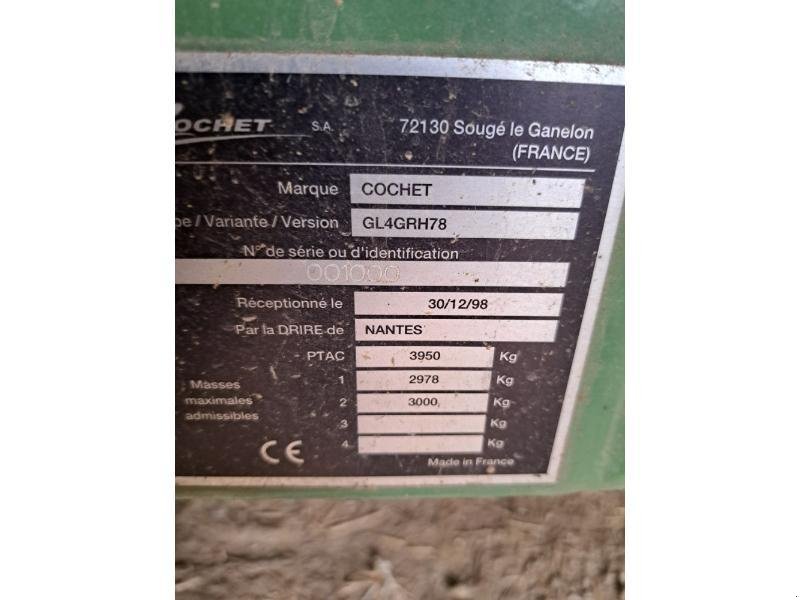 COCHET S.A. 72130 Sougé le Ganelon
(FRANCE)
Marque COCHET
/ Variante / Version GL4GRH78
N° de série ou d'identification
001000
Réceptionné le 30/12/98
Par la DRIRE de NANTES
PTAC 3950 Kg
Masses maximales admissibles
1 2978 Kg
2 3000 Kg
3 Kg
4 Kg
CE
Made in France